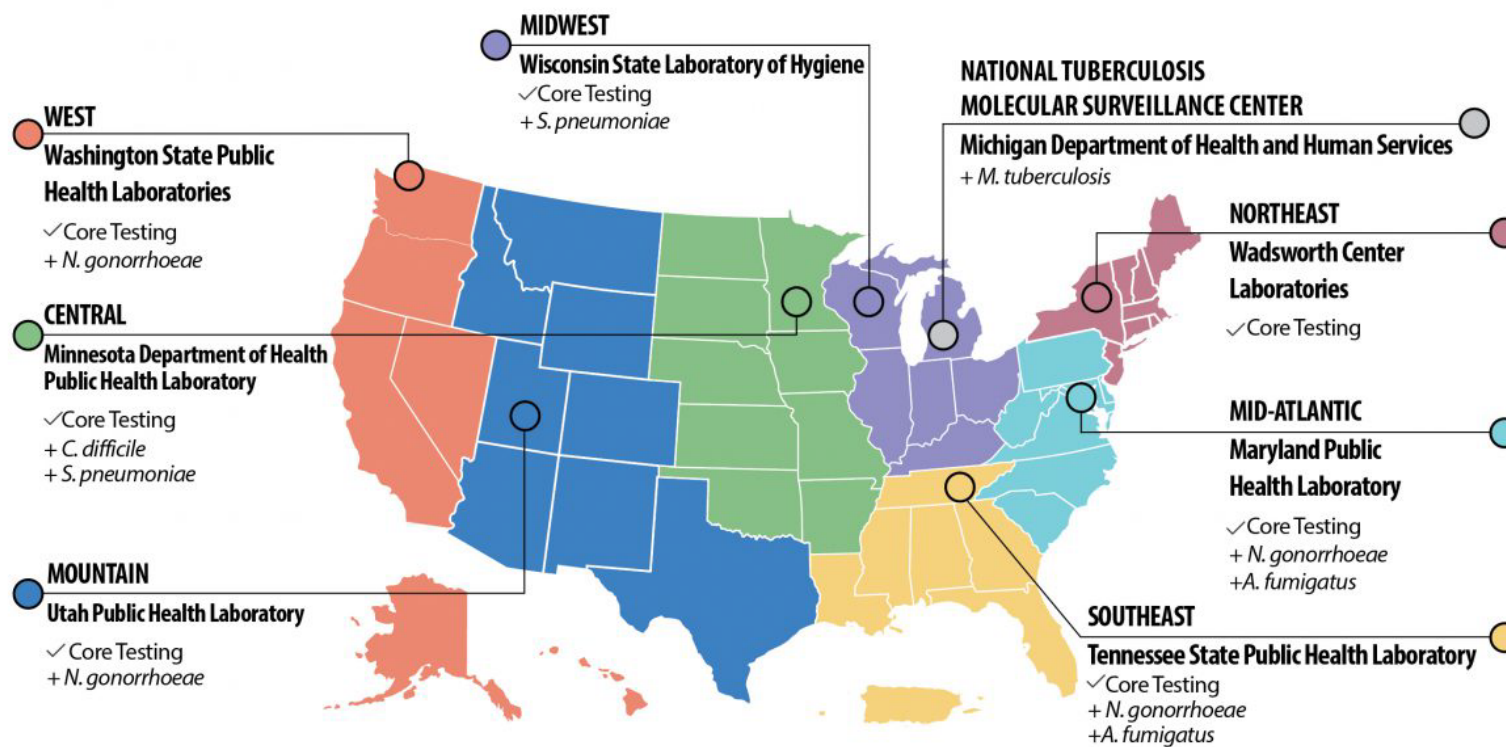 MIDWEST
Wisconsin State Laboratory of Hygiene
✓Core Testing
+ S. pneumoniae
NATIONAL TUBERCULOSIS
MOLECULAR SURVEILLANCE CENTER
Michigan Department of Health and Human Services
+ M. tuberculosis
WEST
Washington State Public
Health Laboratories
✓Core Testing
+ N. gonorrhoeae
NORTHEAST
Wadsworth Center
Laboratories
✓Core Testing
CENTRAL
Minnesota Department of Health
Public Health Laboratory
✓Core Testing
+ C. difficile
+ S. pneumoniae
MID-ATLANTIC
Maryland Public
Health Laboratory
✓Core Testing
+ N. gonorrhoeae
+A. fumigatus
MOUNTAIN
Utah Public Health Laboratory
✓ Core Testing
+ N. gonorrhoeae
SOUTHEAST
Tennessee State Public Health Laboratory
✓Core Testing
+ N. gonorrhoeae
+A. fumigatus